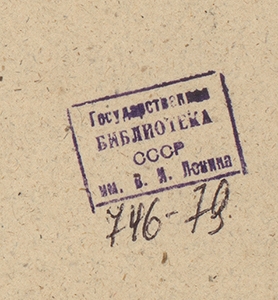 Государственная
БИБЛИОТЕКА
СССР
им. В. И. Ленина
746-79.